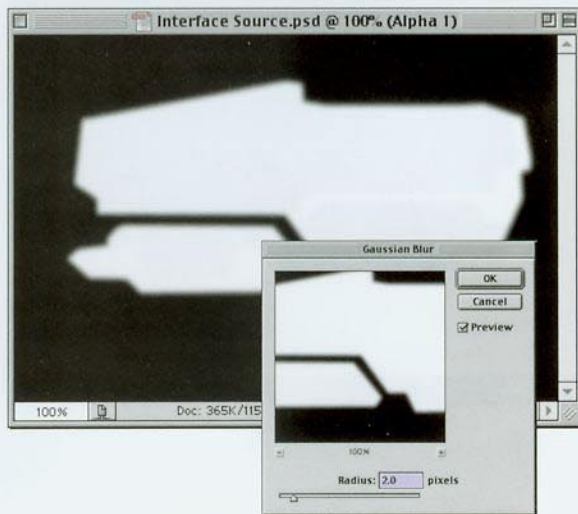 Interface Source.psd @ 100% (Alpha 1)
Gaussian Blur
OK
Cancel
Preview
100%
Doc: 365K/115
100%
Radius: 2.0 pixels